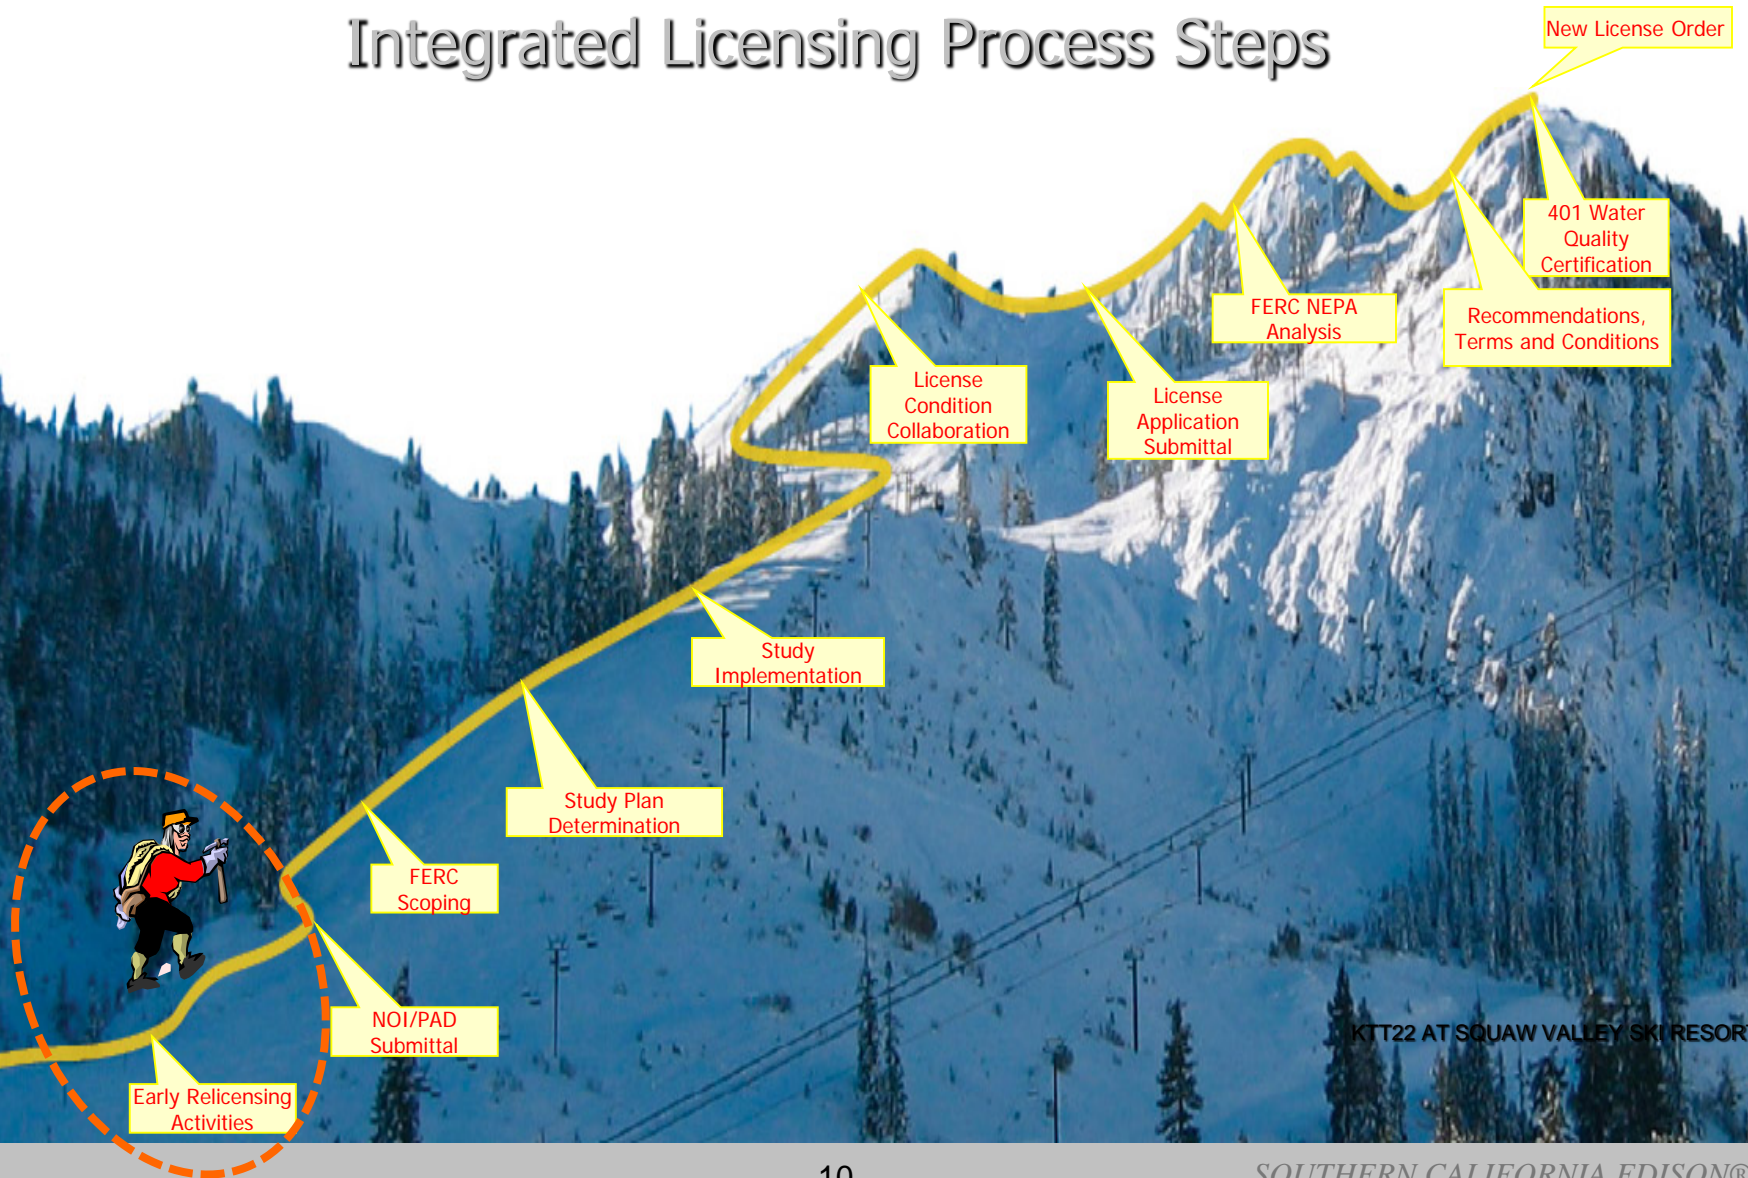 Integrated Licensing Process Steps
New License Order
401 Water
Quality
Certification
Recommendations,
Terms and Conditions
FERC NEPA
Analysis
License
Application
Submittal
License
Condition
Collaboration
Study
Implementation
Study Plan
Determination
FERC
Scoping
NOI/PAD
Submittal
Early Relicensing
Activities
KTT22 AT SQUAW VALLEY SKI RESORT
10
SOUTHERN CALIFORNIA EDISON®